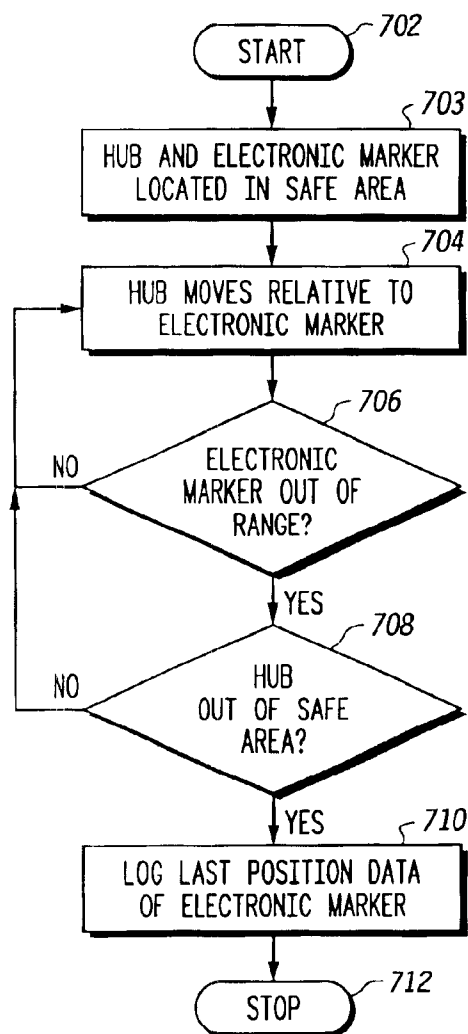 702
START
703
HUB AND ELECTRONIC MARKER
LOCATED IN SAFE AREA
704
HUB MOVES RELATIVE TO
ELECTRONIC MARKER
706
NO
ELECTRONIC
MARKER OUT OF
RANGE?
YES
708
NO
HUB
OUT OF SAFE
AREA?
YES
710
LOG LAST POSITION DATA
OF ELECTRONIC MARKER
712
STOP